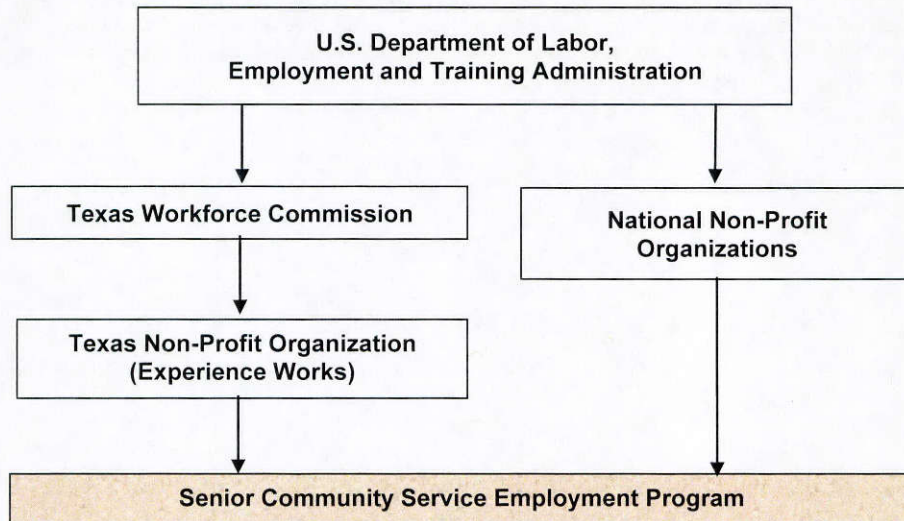 U.S. Department of Labor,
Employment and Training Administration
Texas Workforce Commission
National Non-Profit
Organizations
Texas Non-Profit Organization
(Experience Works)
Senior Community Service Employment Program